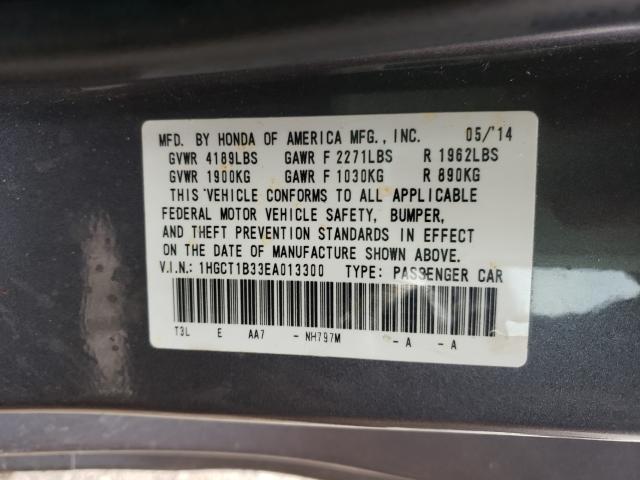 MFD. BY HONDA OF AMERICA MFG., INC. 05/'14
GVWR 4189LBS GAWR F 2271LBS R 1962LBS
GVWR 1900KG GAWR F 1030KG R 890KG
THIS VEHICLE CONFORMS TO ALL APPLICABLE
FEDERAL MOTOR VEHICLE SAFETY, BUMPER,
AND THEFT PREVENTION STANDARDS IN EFFECT
ON THE DATE OF MANUFACTURE SHOWN ABOVE.
V.I.N.: 1HGCT1B33EA013300 TYPE: PASSENGER CAR
T3L E AA7 - NH797M - A - A